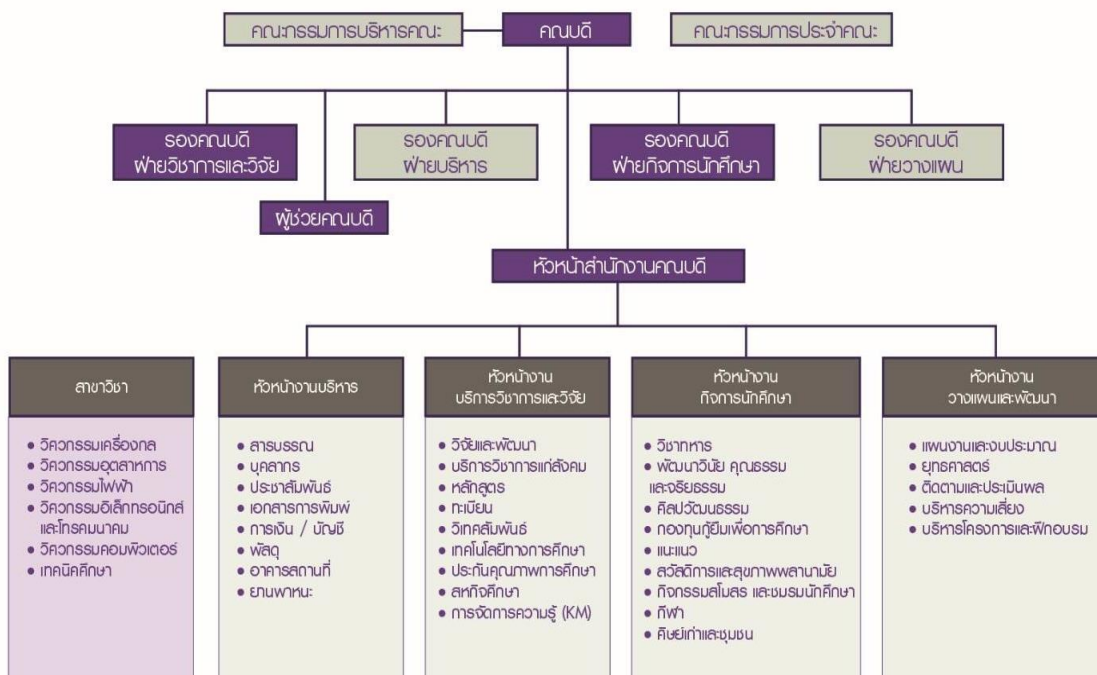 คณะกรรมการบริหารคณะ
คณบดี
คณะกรรมการประจำคณะ
รองคณบดี
ฝ่ายวิชาการและวิจัย
รองคณบดี
ฝ่ายบริหาร
รองคณบดี
ฝ่ายกิจการนักศึกษา
รองคณบดี
ฝ่ายวางแผน
ผู้ช่วยคณบดี
หัวหน้าสำนักงานคณบดี
สาขาวิชา
• วิศวกรรมเครื่องกล
• วิศวกรรมอุตสาหการ
• วิศวกรรมไฟฟ้า
• วิศวกรรมอิเล็กทรอนิกส์
และโทรคมนาคม
• วิศวกรรมคอมพิวเตอร์
• เทคนิคศึกษา
หัวหน้างานบริหาร
• สารบรรณ
• บุคลากร
• ประชาสัมพันธ์
• เอกสารการพิมพ์
• การเงิน / บัญชี
• พัสดุ
• อาคารสถานที่
• ยานพาหนะ
หัวหน้างาน
บริการวิชาการและวิจัย
• วิจัยและพัฒนา
• บริการวิชาการแก่สังคม
• หลักสูตร
• ทะเบียน
• วิเทศสัมพันธ์
• เทคโนโลยีทางการศึกษา
• ประกันคุณภาพการศึกษา
• สหกิจศึกษา
• การจัดการความรู้ (KM)
หัวหน้างาน
กิจการนักศึกษา
• วิชาทหาร
• พัฒนาวินัย คุณธรรม
และจริยธรรม
• ศิลปวัฒนธรรม
• กองทุนกู้ยืมเพื่อการศึกษา
• แนะแนว
• สวัสดิการและสุขภาพพลานามัย
• กิจกรรมสโมสร และชมรมนักศึกษา
• กีฬา
• ศิษย์เก่าและชุมชน
หัวหน้างาน
วางแผนและพัฒนา
• แผนงานและงบประมาณ
• ยุทธศาสตร์
• ติดตามและประเมินผล
• บริหารความเสี่ยง
• บริหารโครงการและฝึกอบรม